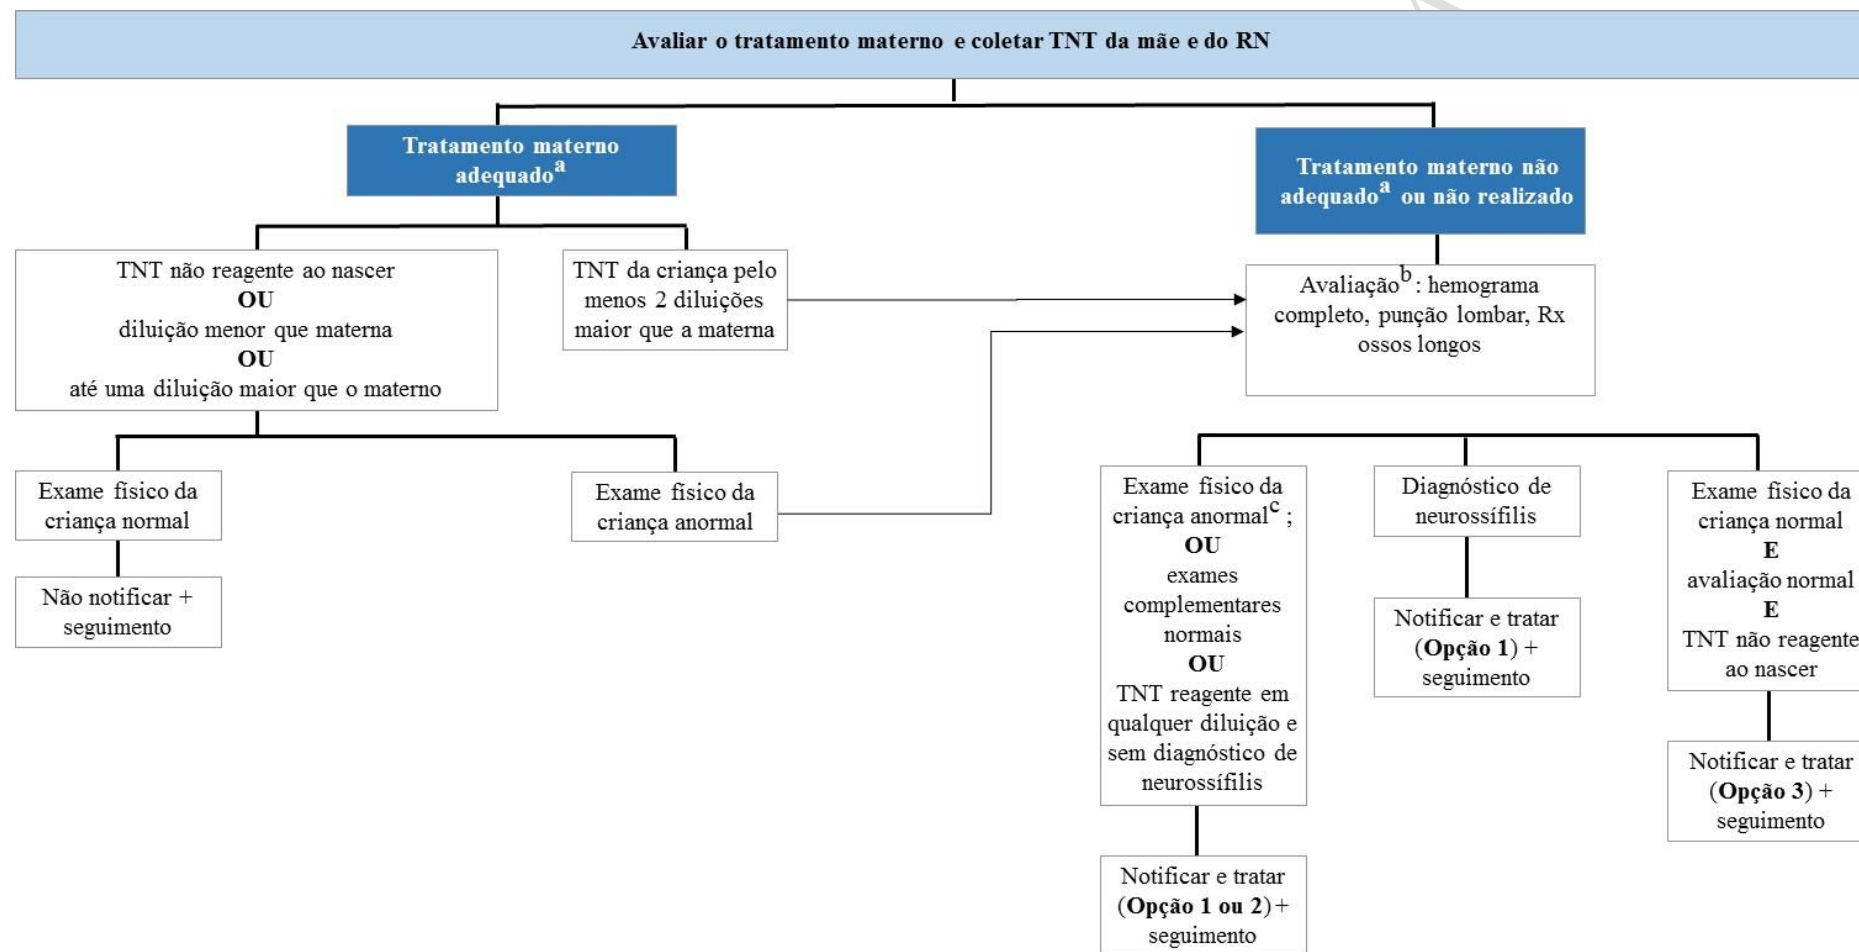 Avaliar o tratamento materno e coletar TNT da mãe e do RN
Tratamento materno
adequadoa
Tratamento materno não
adequadoa ou não realizado
TNT não reagente ao nascer
OU
diluição menor que materna
OU
até uma diluição maior que o materno
TNT da criança pelo
menos 2 diluições
maior que a materna
Avaliaçãob : hemograma
completo, punção lombar, Rx
ossos longos
Exame físico da
criança normal
Exame físico da
criança anormal
Não notificar +
seguimento
Exame físico da
criança anormalc ;
OU
exames
complementares
normais
OU
TNT reagente em
qualquer diluição e
sem diagnóstico de
neurossífilis
Notificar e tratar
(Opção 1 ou 2) +
seguimento
Diagnóstico de
neurossífilis
Notificar e tratar
(Opção 1) +
seguimento
Exame físico da
criança normal
E
avaliação normal
E
TNT não reagente
ao nascer
Notificar e tratar
(Opção 3) +
seguimento